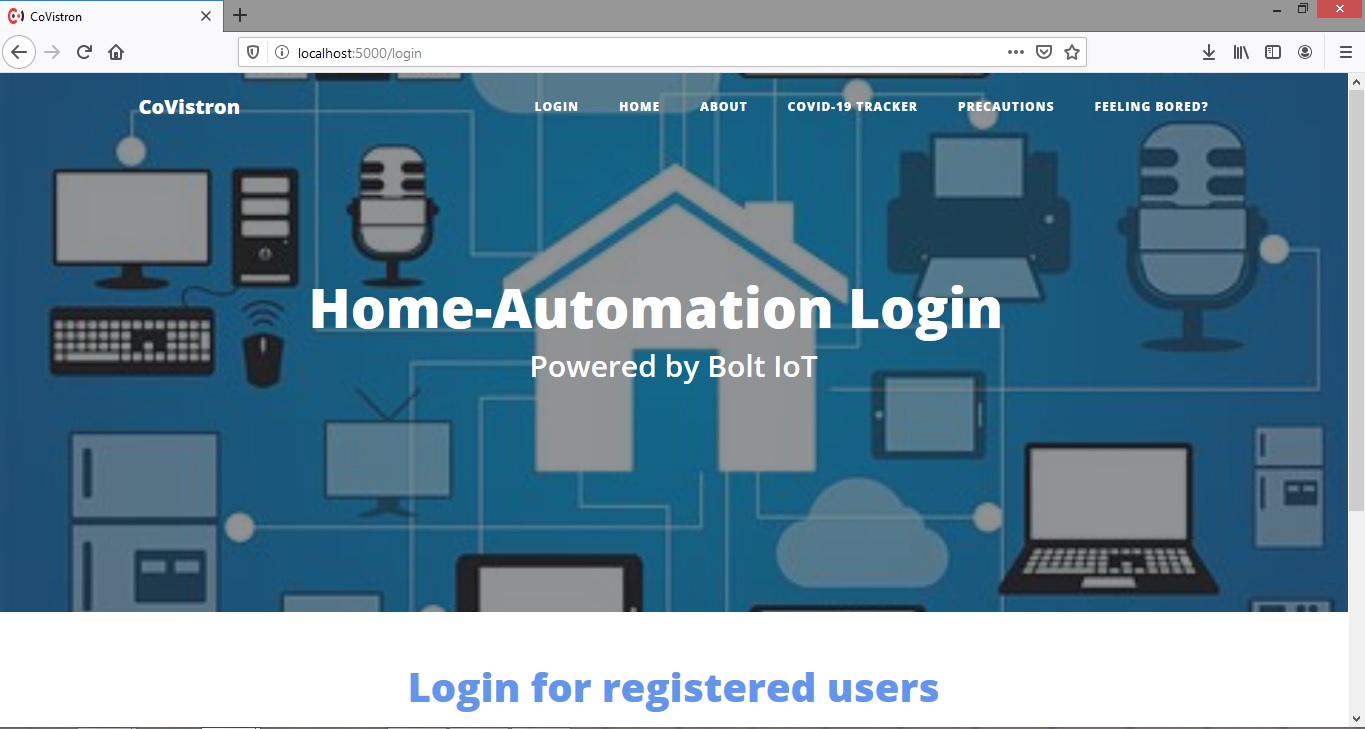 CoVistron
localhost:5000/login
CoVistron
LOGIN
HOME
ABOUT
COVID-19 TRACKER
PRECAUTIONS
FEELING BORED?
Home-Automation Login
Powered by Bolt IoT
Login for registered users